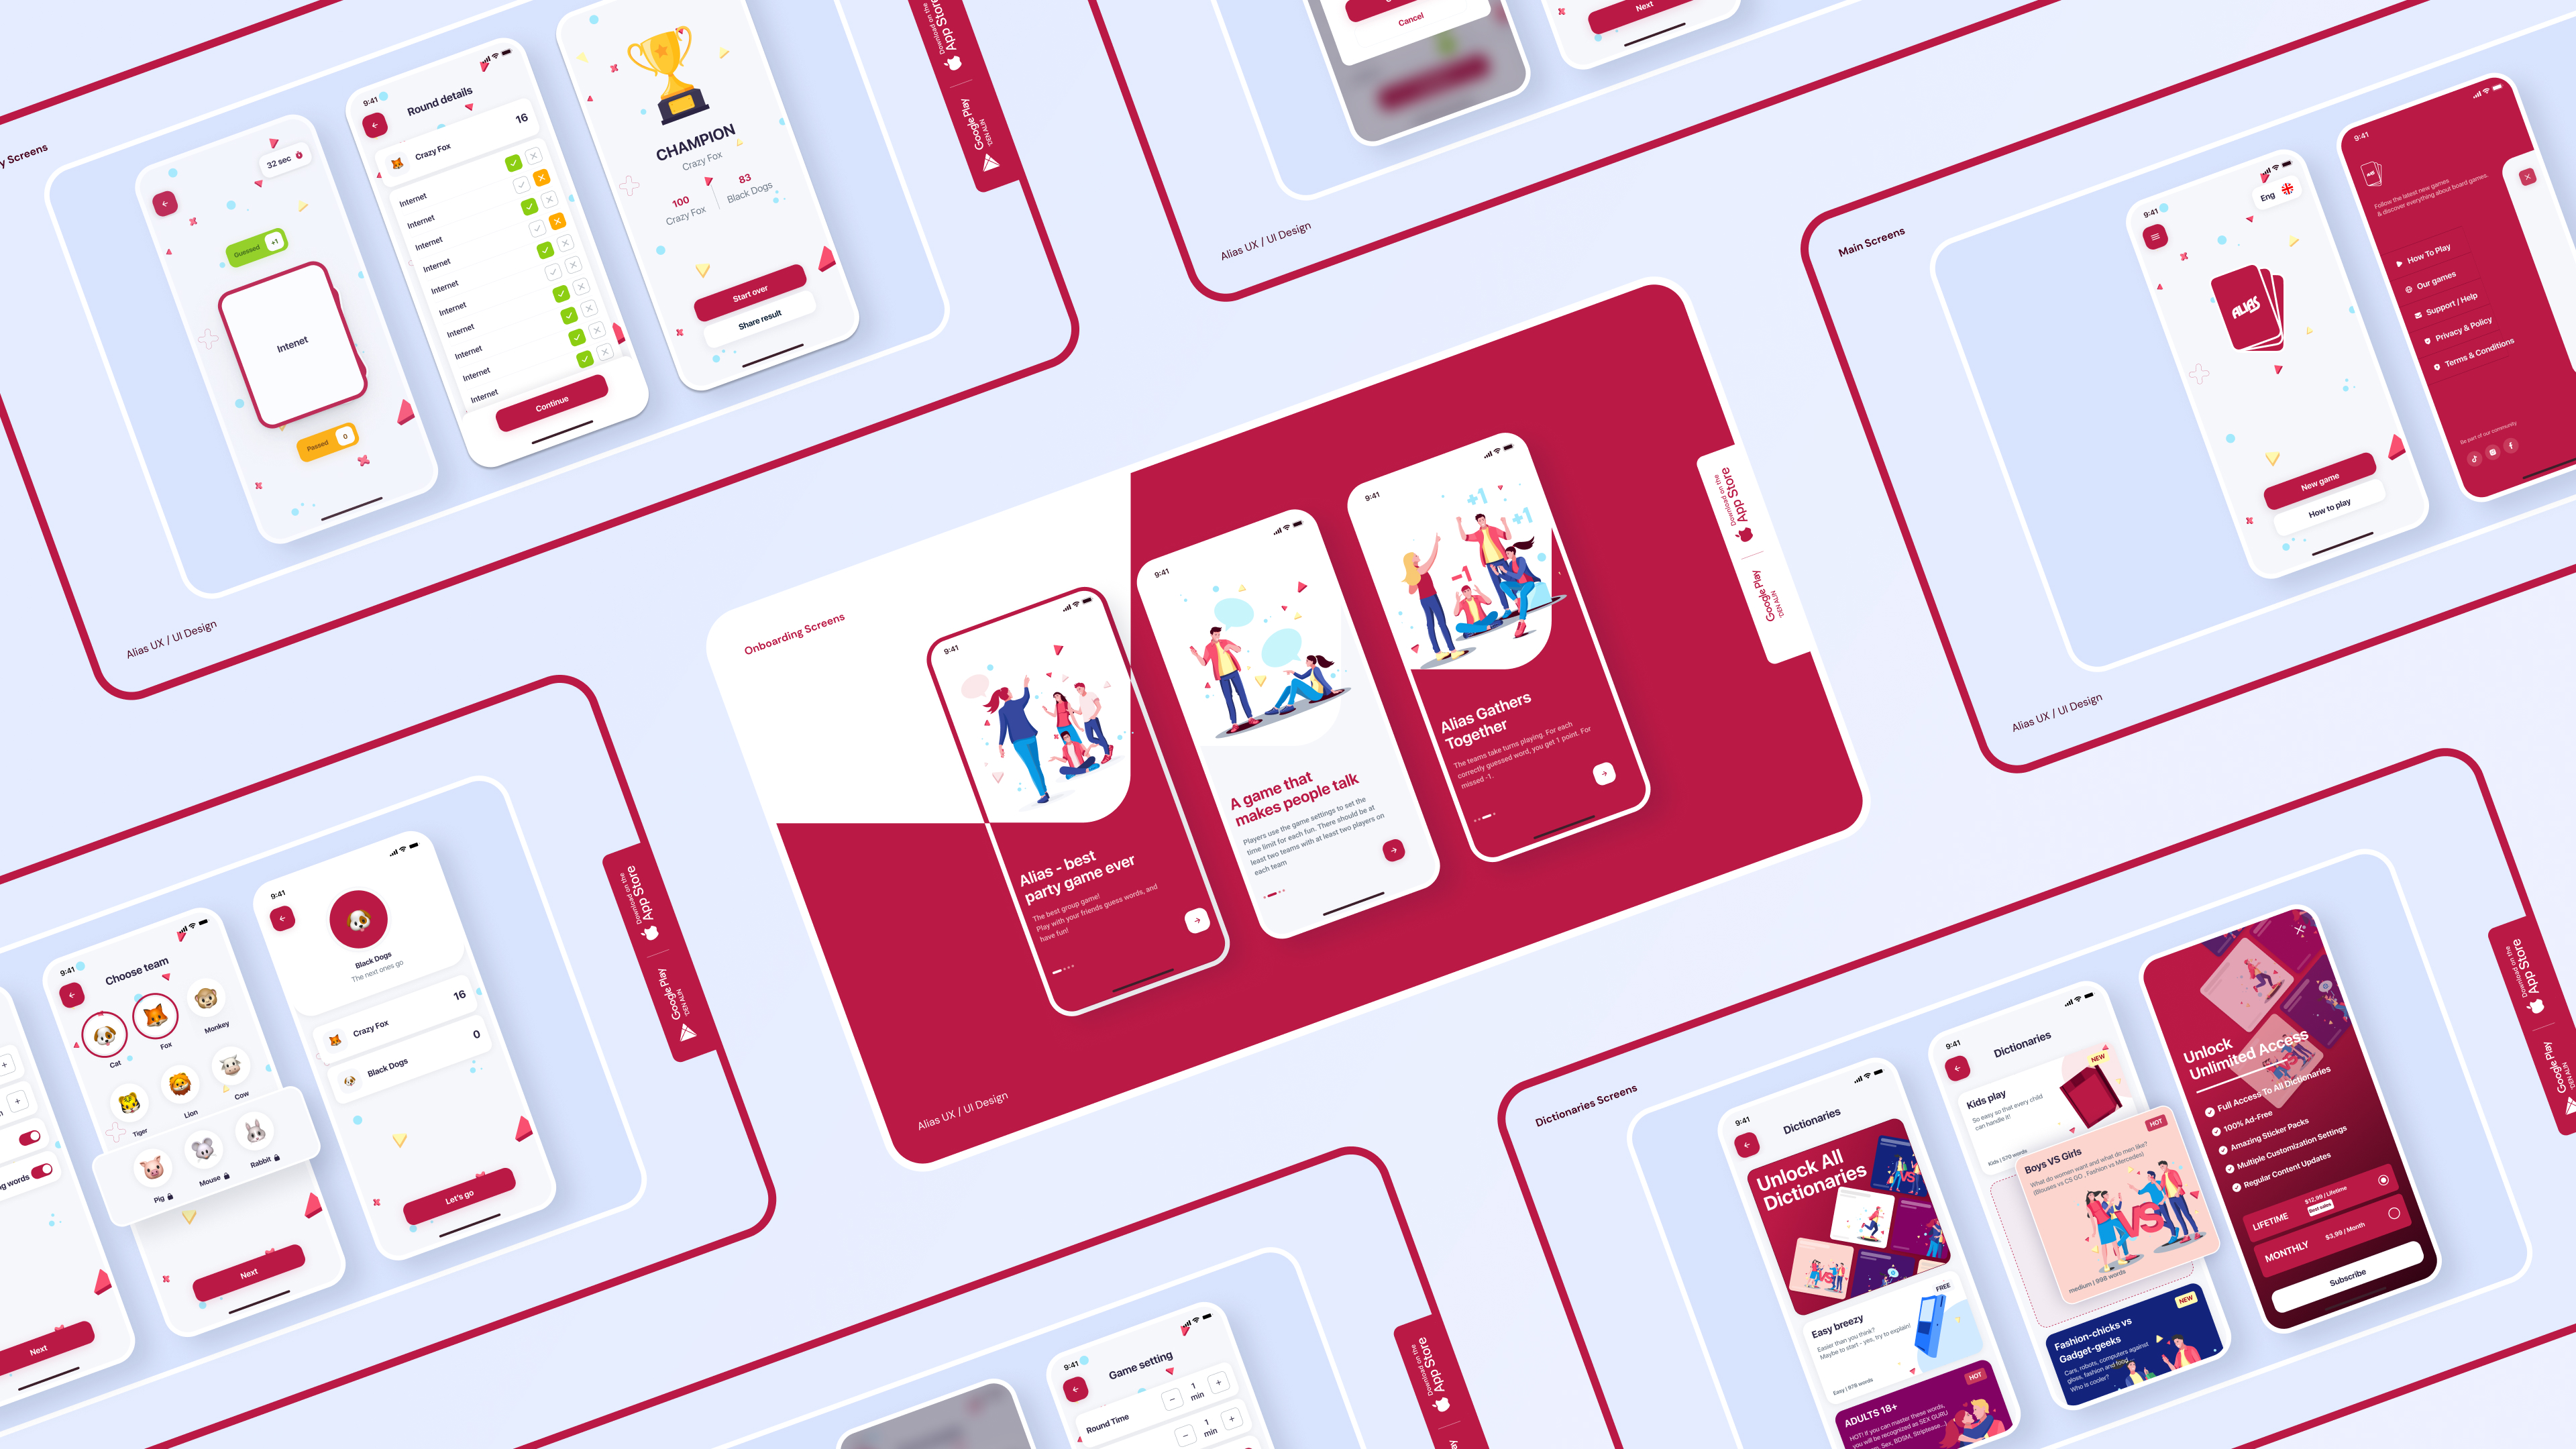 y Screens
32 sec
Guessed
+1
Intenet
Passed
0
9:41
Round details
Crazy Fox
16
Internet
Internet
Internet
Internet
Internet
Internet
Internet
Internet
Internet
Internet
Continue
CHAMPION
Crazy Fox
100
Crazy Fox
83
Black Dogs
Start over
Share result
Download on the
App Store
Google Play
DEN ALIN
Alias UX / UI Design
Cancel
Next
Alias UX / UI Design
Main Screens
9:41
Eng
ALIAS
New game
How to play
9:41
Follow the latest new games
& discover everything about board games.
How To Play
Our games
Support / Help
Privacy & Policy
Terms & Conditions
Be part of our community
Alias UX / UI Design
Onboarding Screens
9:41
Alias - best
party game ever
The best group game!
Play with your friends guess words, and
have fun!
9:41
A game that
makes people talk
Players use the game settings to set the
time limit for each fun. There should be at
least two teams with at least two players on
each team
9:41
+1
+1
-1
Alias Gathers
Together
The teams take turns playing. For each
correctly guessed word, you get 1 point. For
missed -1.
Download on the
App Store
Google Play
DEN ALIN
Alias UX / UI Design
g words
Next
9:41
Choose team
Cat
Fox
Monkey
Tiger
Lion
Cow
Pig
Mouse
Rabbit
Next
9:41
Black Dogs
The next ones go
Crazy Fox
16
Black Dogs
0
Let's go
Download on the
App Store
Google Play
DEN ALIN
9:41
Game setting
Round Time
1
min
1
min
Download on the
App Store
Dictionaries Screens
9:41
Dictionaries
Unlock All
Dictionaries
VS
Easy breezy
FREE
Easier than you think?
Maybe to start - yes, try to explain!
Easy | 978 words
ADULTS 18+
HOT
HOT! If you can master these words,
you will be recognized as SEX GURU
9:41
Dictionaries
Kids play
NEW
So easy so that every child
can handle it!
Kids | 570 words
Boys VS Girls
HOT
What do women want and what do men like?
(Blouses vs CS GO , Fashion vs Mercedes)
VS
medium | 998 words
Fashion-chicks vs
Gadget-geeks
NEW
Cars, robots, computers against
gloss, fashion and food
Who is cooler?
Unlock
Unlimited Access
Full Access To All Dictionaries
100% Ad-Free
Amazing Sticker Packs
Multiple Customization Settings
Regular Content Updates
LIFETIME
$12,99 / Lifetime
Best sales
MONTHLY
$3,99 / Month
Subscribe
Download on the
App Store